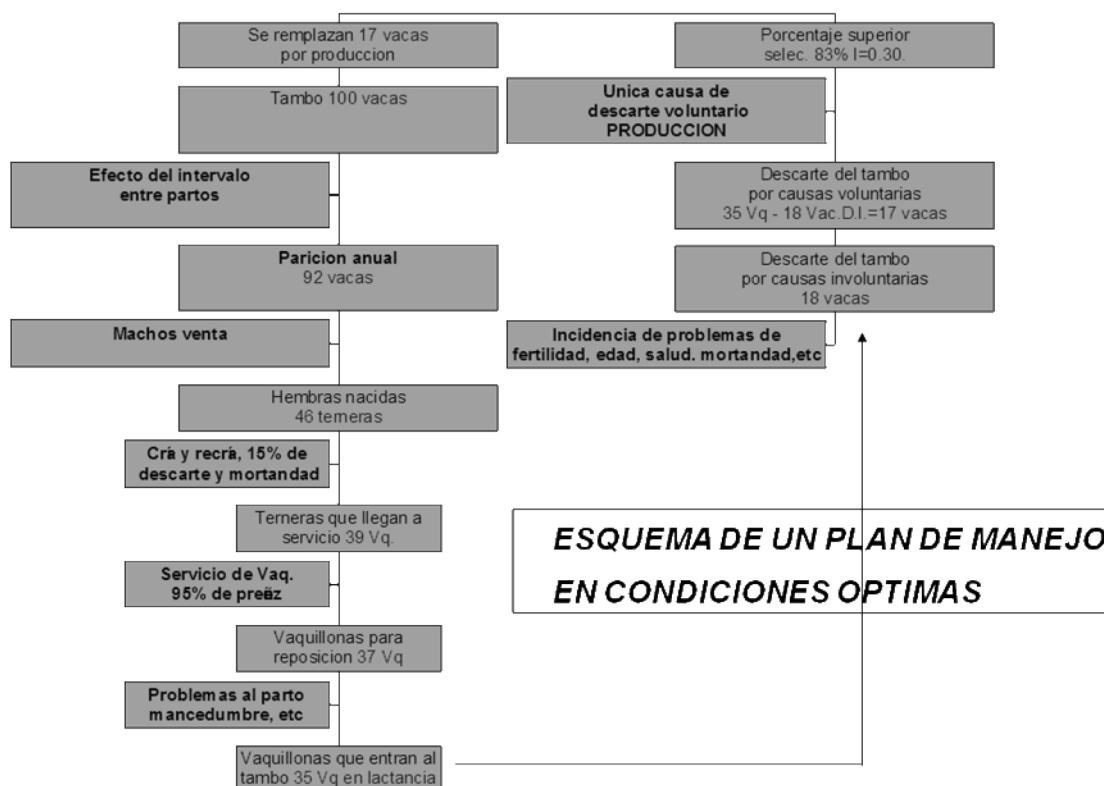 Se remplazan 17 vacas
por produccion
Tambo 100 vacas
Efecto del intervalo
entre partos
Paricion anual
92 vacas
Machos venta
Hembras nacidas
46 terneras
Cría y recría, 15% de
descarte y mortandad
Terneras que llegan a
servicio 39 Vq.
Servicio de Vaq.
95% de preñz
Vaquillonas para
reposicion 37 Vq
Problemas al parto
mancedumbre, etc
Vaquillonas que entran al
tambo 35 Vq en lactancia
Porcentaje superior
selec. 83% I=0.30.
Unica causa de
descarte voluntario
PRODUCCION
Descarte del tambo
por causas voluntarias
35 Vq - 18 Vac.D.I.=17 vacas
Descarte del tambo
por causas involuntarias
18 vacas
Incidencia de problemas de
fertilidad, edad, salud. mortandad,etc
ESQUEMA DE UN PLAN DE MANEJO
EN CONDICIONES OPTIMAS